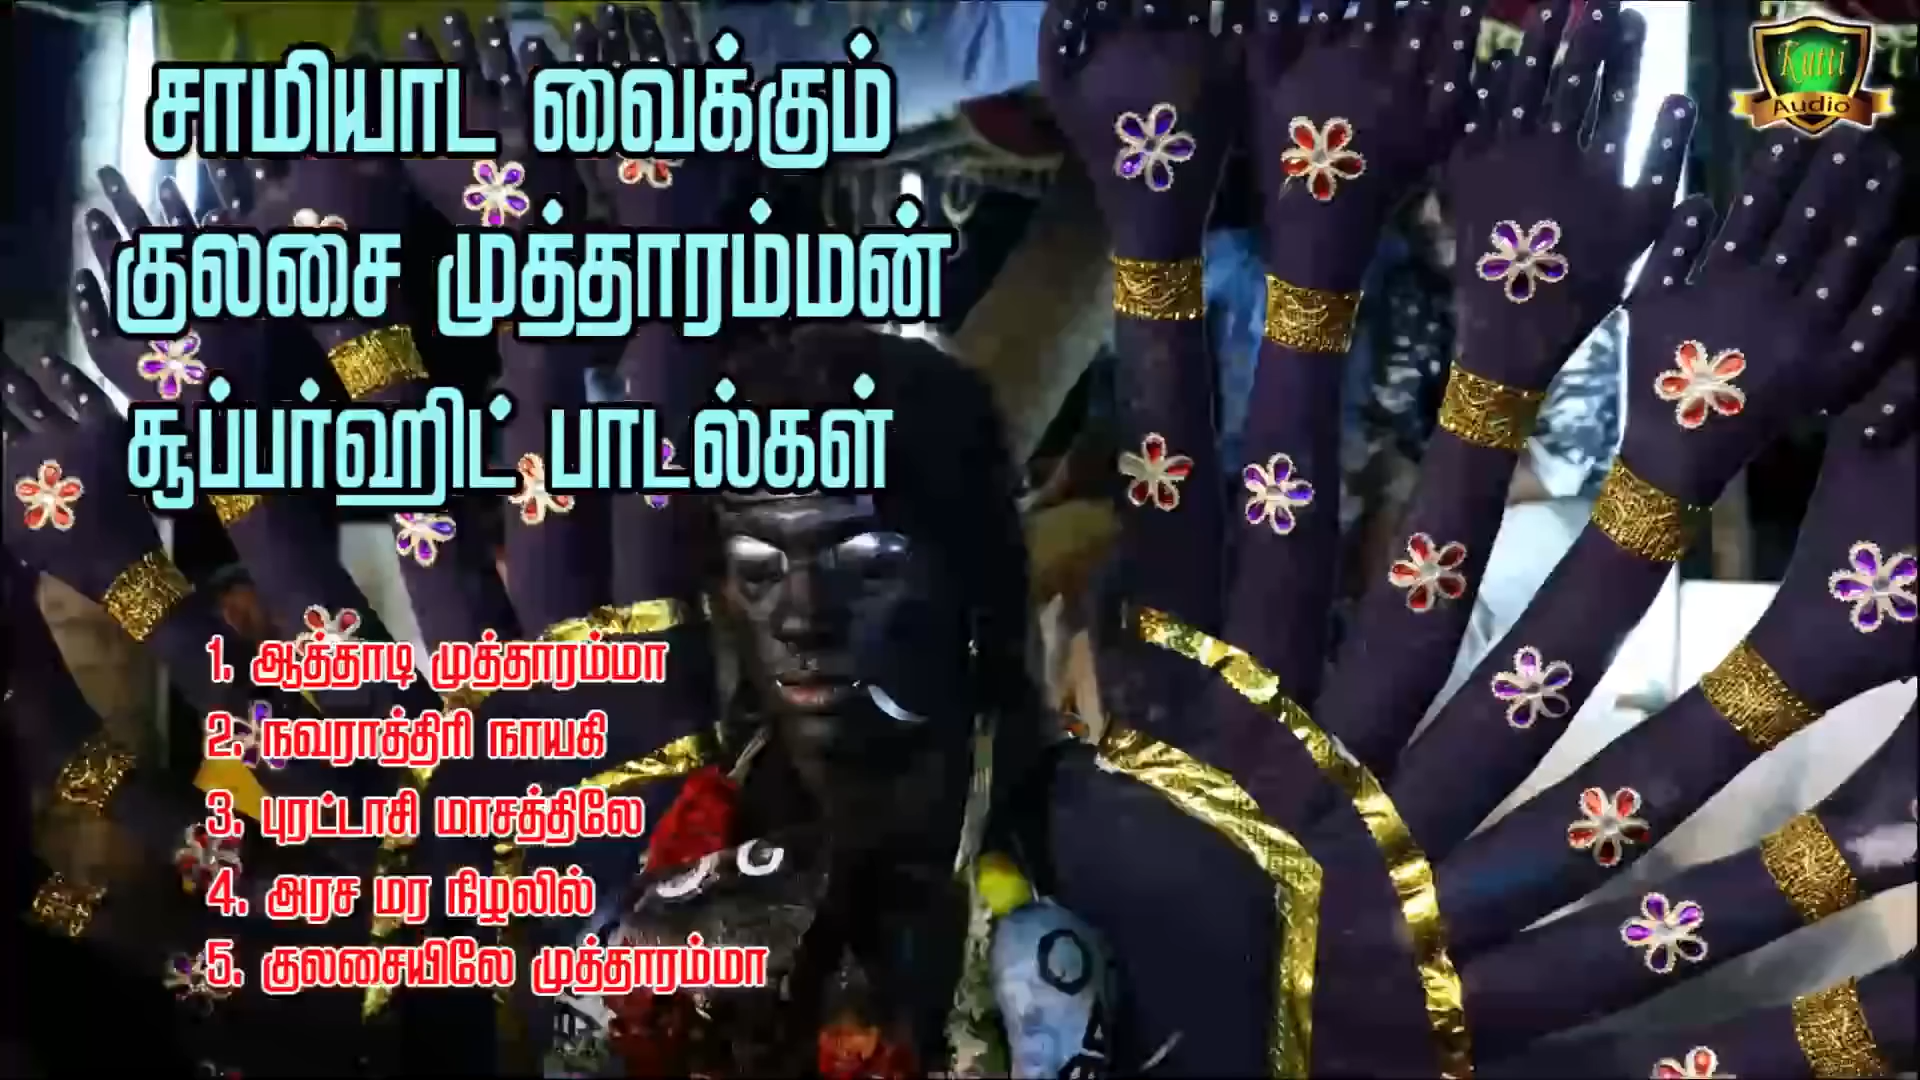 சாமியாட வைக்கும்
குலசை முத்தாரம்மன்
சூப்பர்ஹிட் பாடல்கள்
Kutti
Audio
1. ஆத்தாடி முத்தாரம்மா
2. நவராத்திரி நாயகி
3. புரட்டாசி மாசத்திலே
4. அரச மர நிழலில்
5. குலசையிலே முத்தாரம்மா